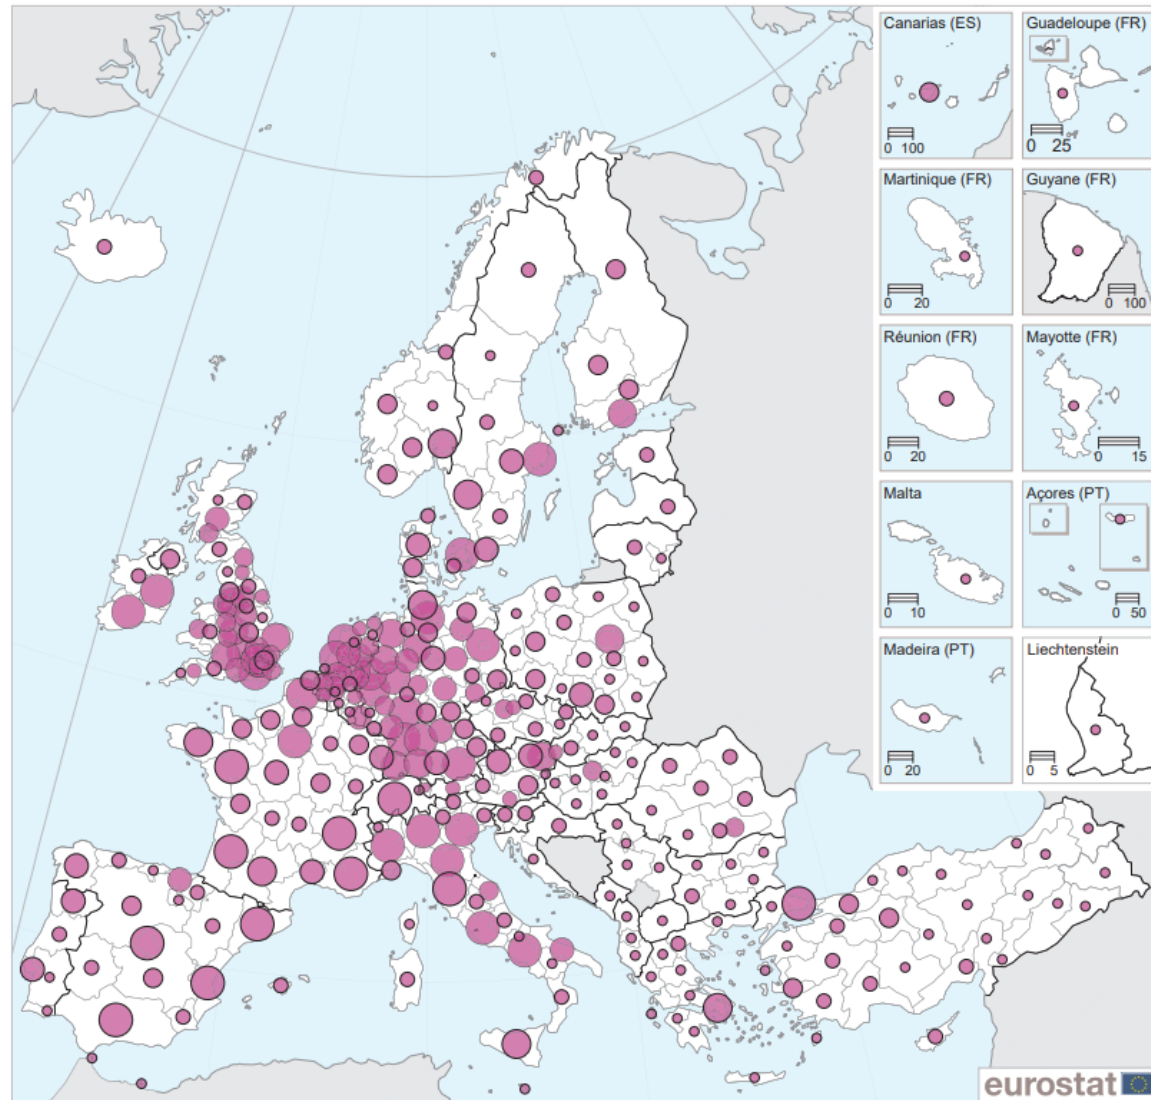 Canarias (ES)
0 100
Guadeloupe (FR)
0 25
Martinique (FR)
0 20
Guyane (FR)
0 100
Réunion (FR)
0 20
Mayotte (FR)
0 15
Malta
0 10
Açores (PT)
0 50
Madeira (PT)
0 20
Liechtenstein
0 5
eurostat